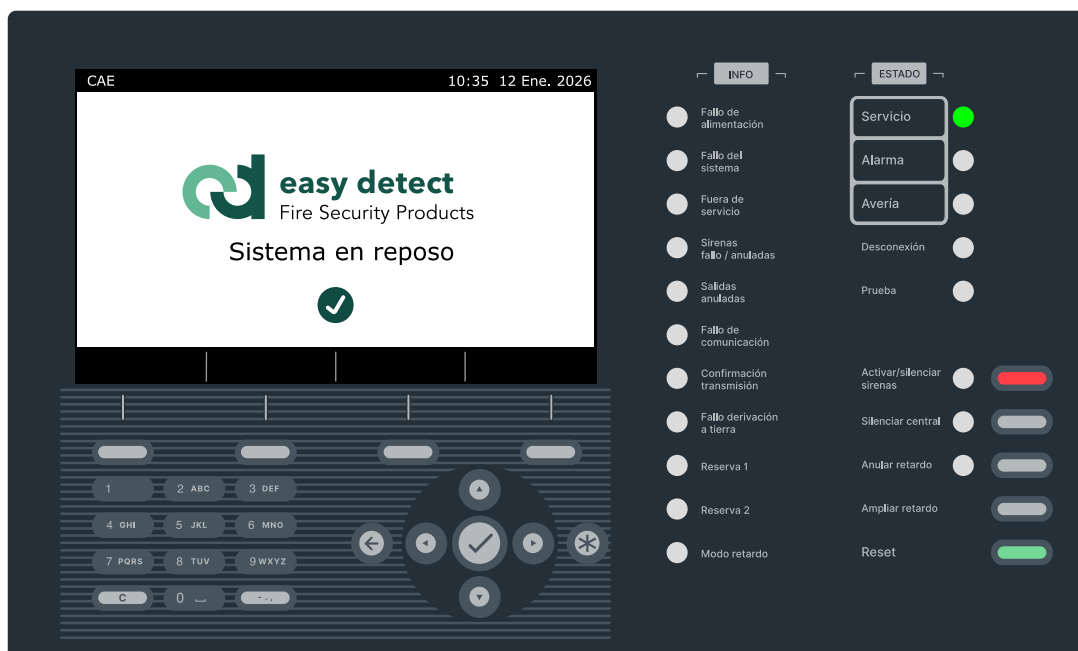 CAE
10:35 12 Ene. 2026
easy detect
Fire Security Products
Sistema en reposo
1
2 ABC
3 DEF
4 GHI
5 JKL
6 MNO
7 PQRS
8 TUV
9 WXYZ
C
0
- . ,
INFO
Fallo de
alimentación
Fallo del
sistema
Fuera de
servicio
Sirenas
fallo / anuladas
Salidas
anuladas
Fallo de
comunicación
Confirmación
transmisión
Fallo derivación
a tierra
Reserva 1
Reserva 2
Modo retardo
ESTADO
Servicio
Alarma
Avería
Desconexión
Prueba
Activar/silenciar
sirenas
Silenciar central
Anular retardo
Ampliar retardo
Reset